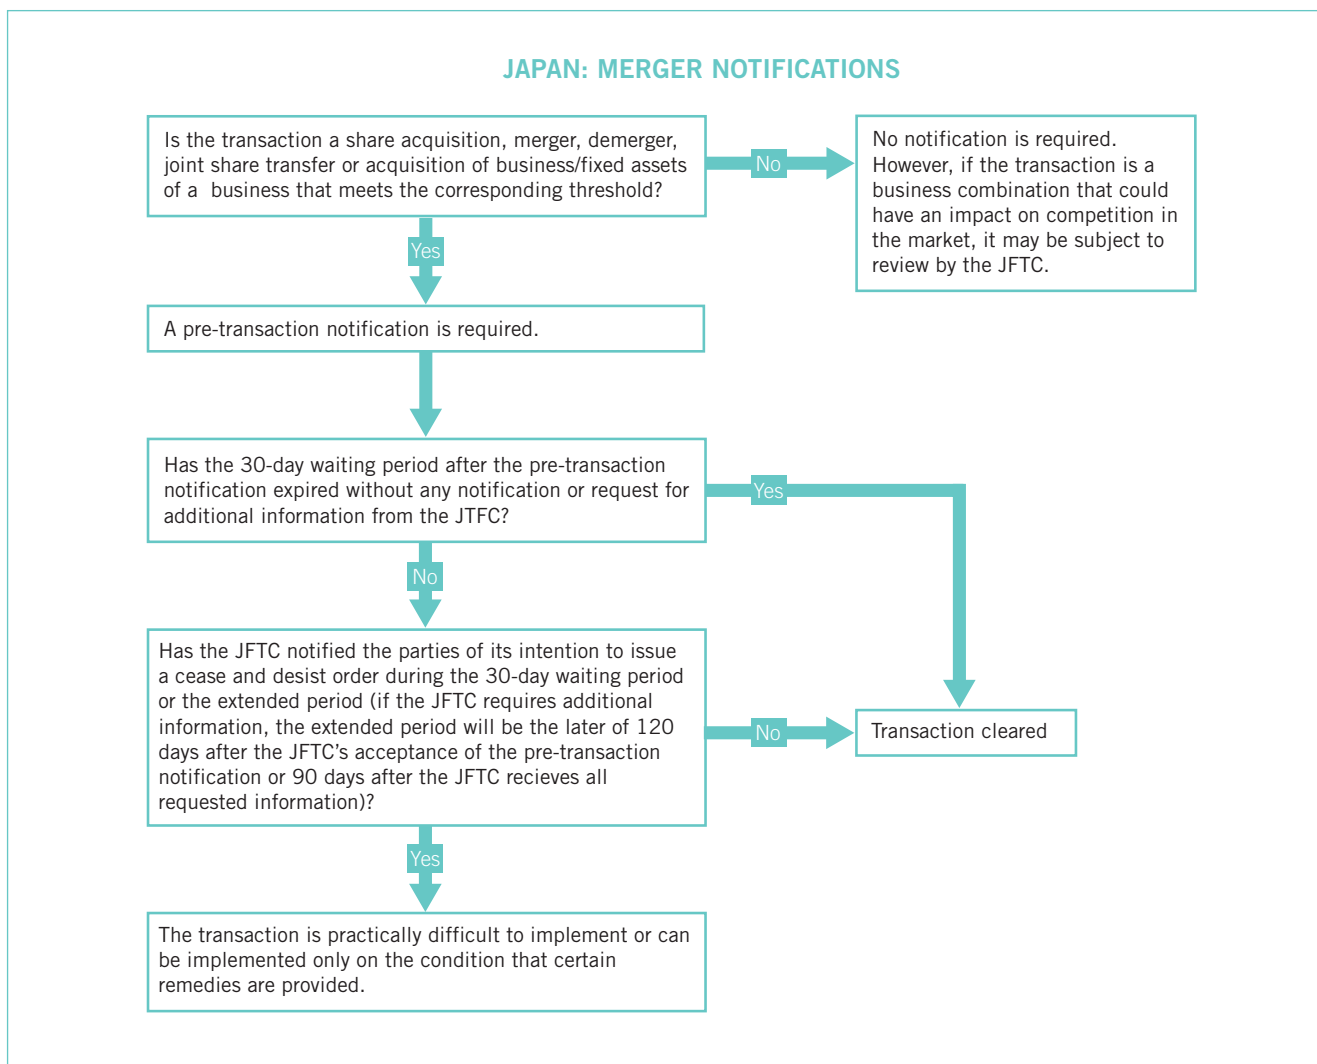 JAPAN: MERGER NOTIFICATIONS
Is the transaction a share acquisition, merger, demerger,
joint share transfer or acquisition of business/fixed assets
of a business that meets the corresponding threshold?
No
No notification is required.
However, if the transaction is a
business combination that could
have an impact on competition in
the market, it may be subject to
review by the JFTC.
Yes
A pre-transaction notification is required.
Has the 30-day waiting period after the pre-transaction
notification expired without any notification or request for
additional information from the JTFC?
Yes
No
Has the JFTC notified the parties of its intention to issue
a cease and desist order during the 30-day waiting period
or the extended period (if the JFTC requires additional
information, the extended period will be the later of 120
days after the JFTC's acceptance of the pre-transaction
notification or 90 days after the JFTC recieves all
requested information)?
No
Transaction cleared
Yes
The transaction is practically difficult to implement or can
be implemented only on the condition that certain
remedies are provided.